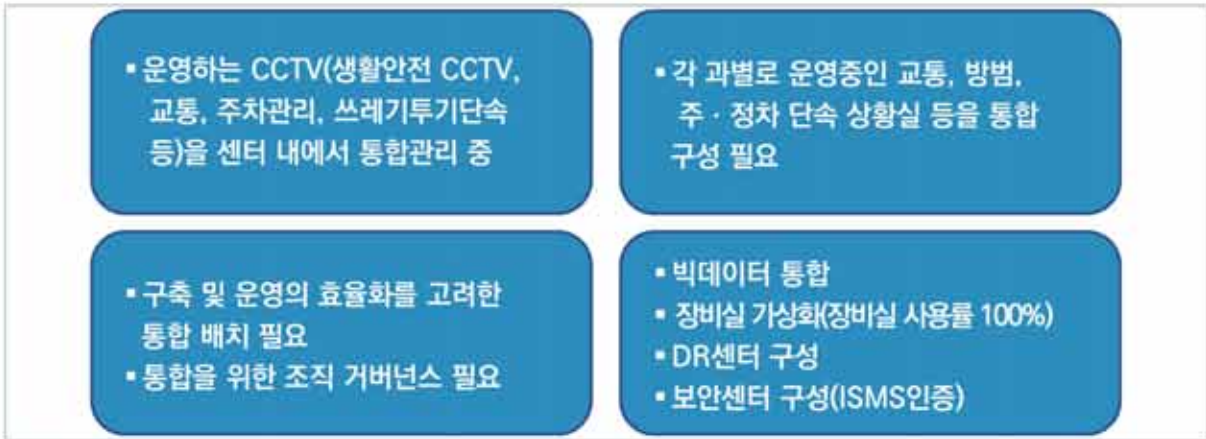 ▪ 운영하는 CCTV(생활안전 CCTV,
교통, 주차관리, 쓰레기투기단속
등)을 센터 내에서 통합관리 중
▪ 각 과별로 운영중인 교통, 방범,
주 · 정차 단속 상황실 등을 통합
구성 필요
▪ 구축 및 운영의 효율화를 고려한
통합 배치 필요
▪ 통합을 위한 조직 거버넌스 필요
▪ 빅데이터 통합
▪ 장비실 가상화(장비실 사용률 100%)
▪ DR센터 구성
▪ 보안센터 구성(ISMS인증)